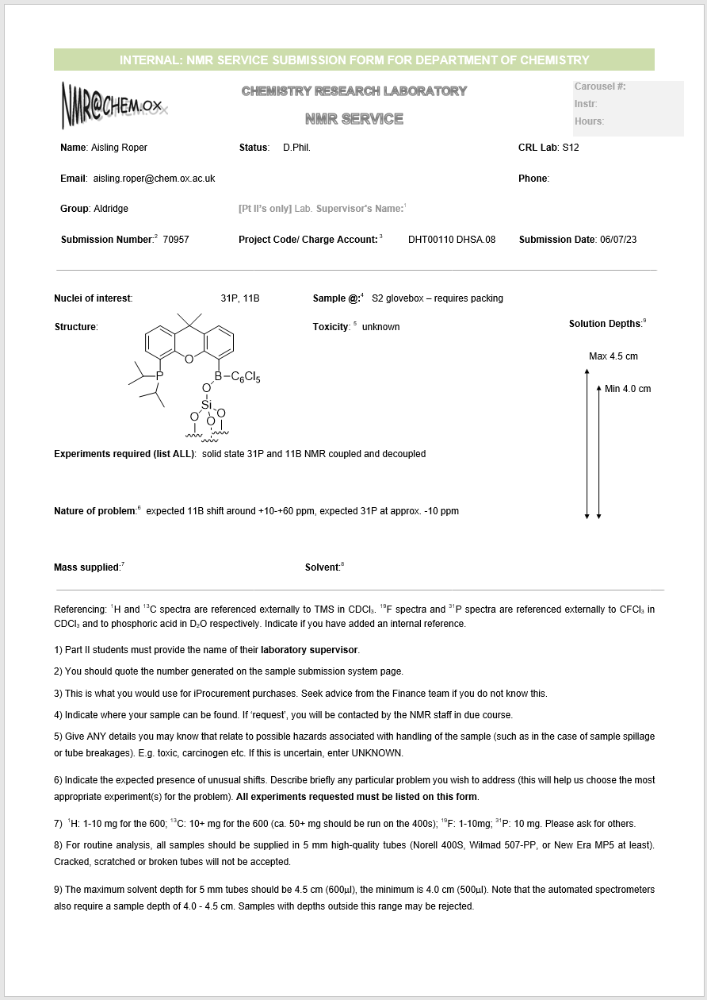 INTERNAL: NMR SERVICE SUBMISSION FORM FOR DEPARTMENT OF CHEMISTRY
NMR@CHEM.OX
CHEMISTRY RESEARCH LABORATORY
NMR SERVICE
Carousel #:
Instr:
Hours:
Name: Aisling Roper Status: D.Phil. CRL Lab: S12
Email: aisling.roper@chem.ox.ac.uk Phone:
Group: Aldridge [Pt II's only] Lab. Supervisor's Name:1
Submission Number:2 70957 Project Code/ Charge Account: 3 DHT00110 DHSA.08 Submission Date: 06/07/23
Nuclei of interest: 31P, 11B Sample @:4 S2 glovebox – requires packing
Structure: Toxicity: 5 unknown Solution Depths:9
O
P B C6Cl5
O
Si
O O O
Max 4.5 cm
Min 4.0 cm
Experiments required (list ALL): solid state 31P and 11B NMR coupled and decoupled
Nature of problem:6 expected 11B shift around +10-+60 ppm, expected 31P at approx. -10 ppm
Mass supplied:7 Solvent:8
Referencing: 1H and 13C spectra are referenced externally to TMS in CDCl3. 19F spectra and 31P spectra are referenced externally to CFCl3 in
CDCl3 and to phosphoric acid in D2O respectively. Indicate if you have added an internal reference.
1) Part II students must provide the name of their laboratory supervisor.
2) You should quote the number generated on the sample submission system page.
3) This is what you would use for iProcurement purchases. Seek advice from the Finance team if you do not know this.
4) Indicate where your sample can be found. If 'request', you will be contacted by the NMR staff in due course.
5) Give ANY details you may know that relate to possible hazards associated with handling of the sample (such as in the case of sample spillage
or tube breakages). E.g. toxic, carcinogen etc. If this is uncertain, enter UNKNOWN.
6) Indicate the expected presence of unusual shifts. Describe briefly any particular problem you wish to address (this will help us choose the most
appropriate experiment(s) for the problem). All experiments requested must be listed on this form.
7) 1H: 1-10 mg for the 600; 13C: 10+ mg for the 600 (ca. 50+ mg should be run on the 400s); 19F: 1-10mg; 31P: 10 mg. Please ask for others.
8) For routine analysis, all samples should be supplied in 5 mm high-quality tubes (Norell 400S, Wilmad 507-PP, or New Era MP5 at least).
Cracked, scratched or broken tubes will not be accepted.
9) The maximum solvent depth for 5 mm tubes should be 4.5 cm (600μl), the minimum is 4.0 cm (500μl). Note that the automated spectrometers
also require a sample depth of 4.0 - 4.5 cm. Samples with depths outside this range may be rejected.